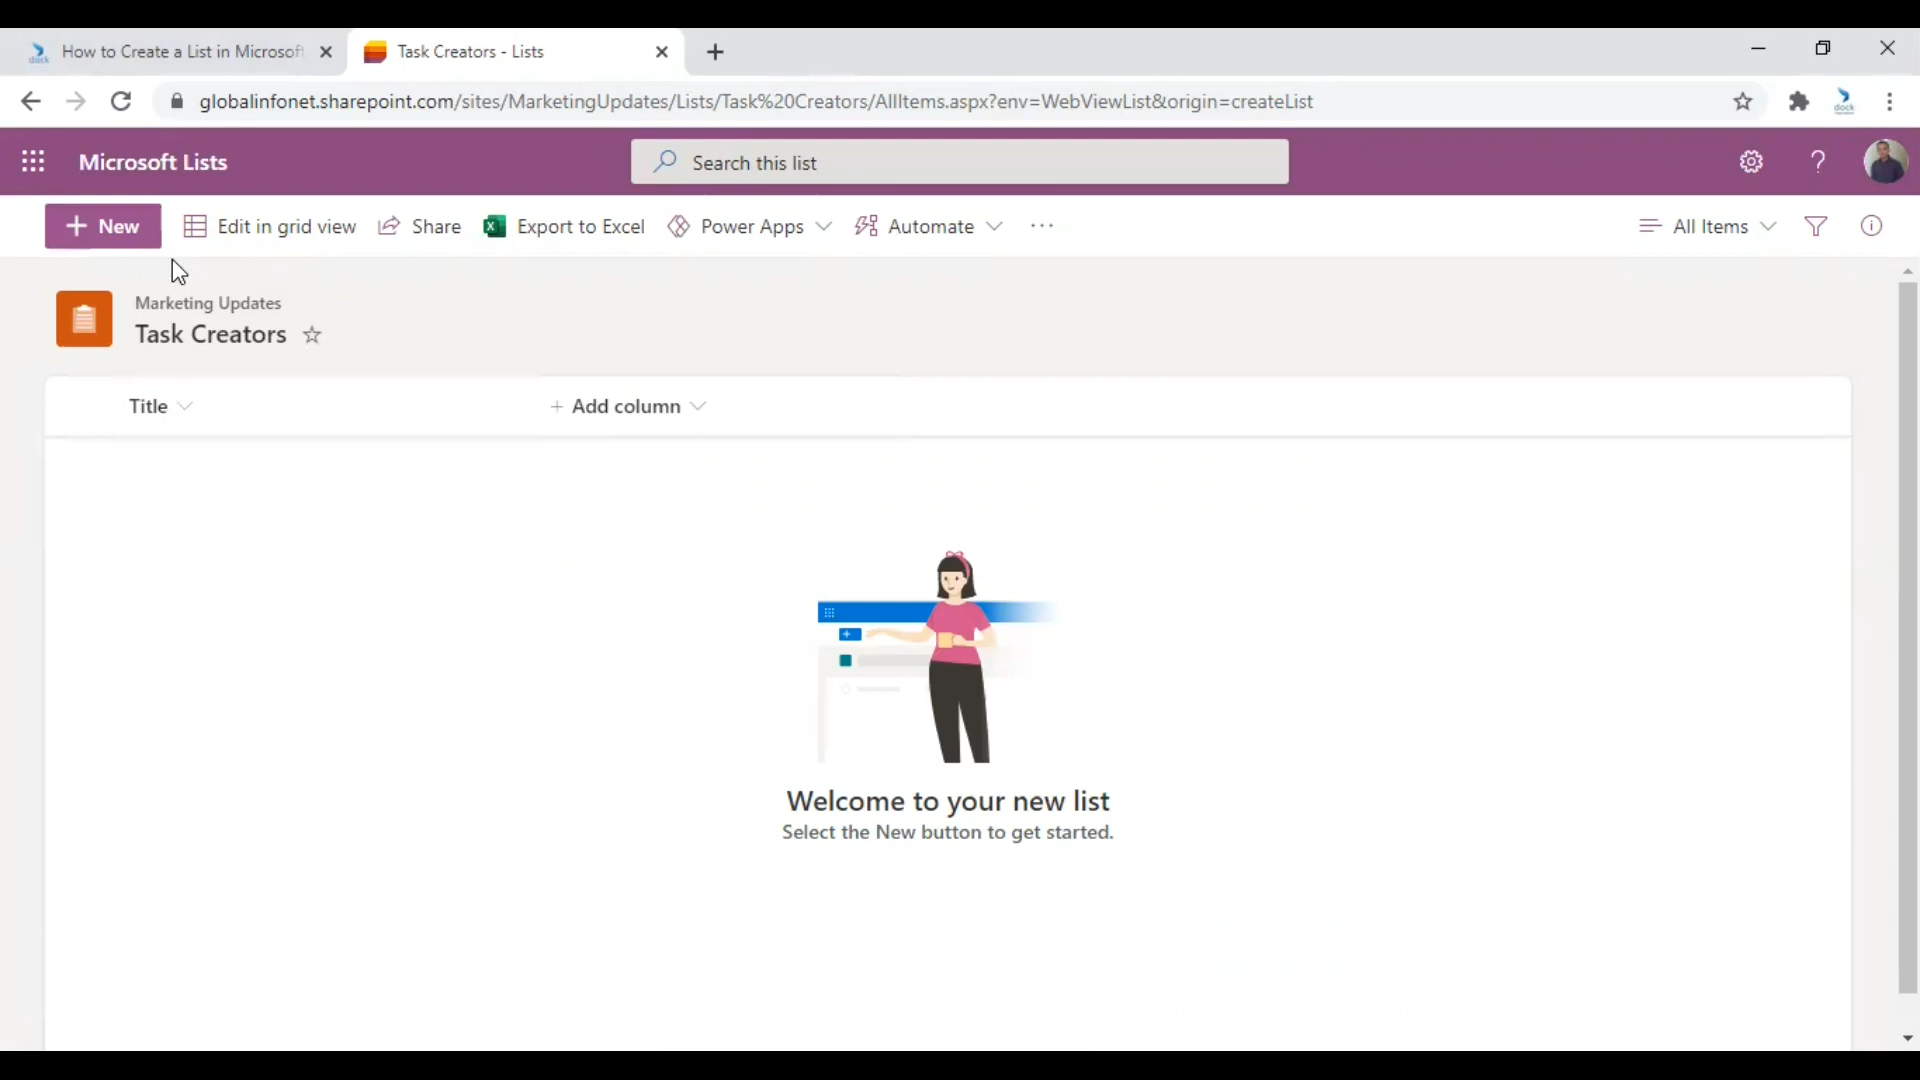 How to Create a List in Microsoft
Task Creators - Lists
globalinfonet.sharepoint.com/sites/MarketingUpdates/Lists/Task%20Creators/AllItems.aspx?env=WebViewList&origin=createList
dock
Microsoft Lists
Search this list
New
Edit in grid view
Share
Export to Excel
Power Apps
Automate
All Items
Marketing Updates
Task Creators
Title
Add column
Welcome to your new list
Select the New button to get started.